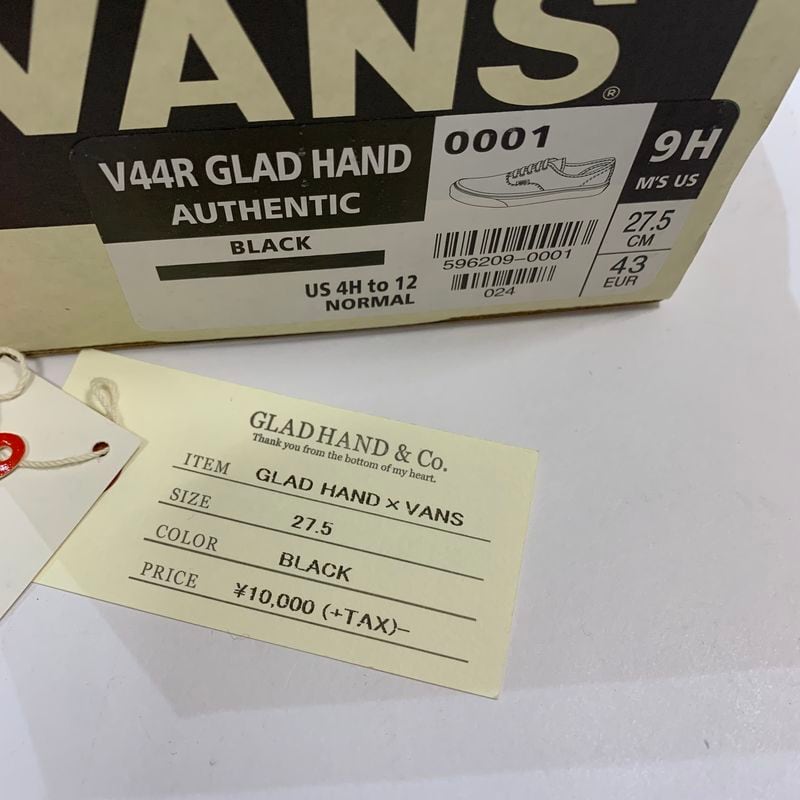 VANS®
V44R GLAD HAND
AUTHENTIC
BLACK
US 4H to 12
NORMAL
0001
596209-0001
024
9H
M'S US
27.5
CM
43
EUR
GLAD HAND & Co.
Thank you from the bottom of my heart.
ITEM GLAD HAND × VANS
SIZE 27.5
COLOR BLACK
PRICE ¥10,000 (+TAX)-